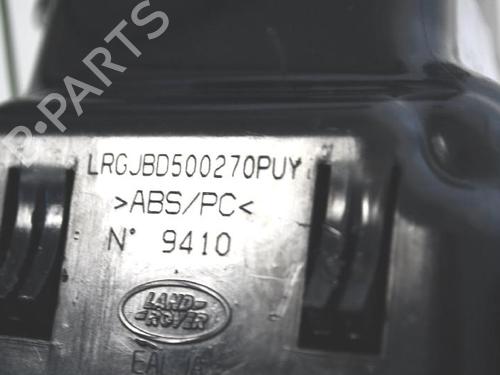 B-PARTS
LRGJBD500270PUY
>ABS/PC<
N° 9410
LAND-
-ROVER